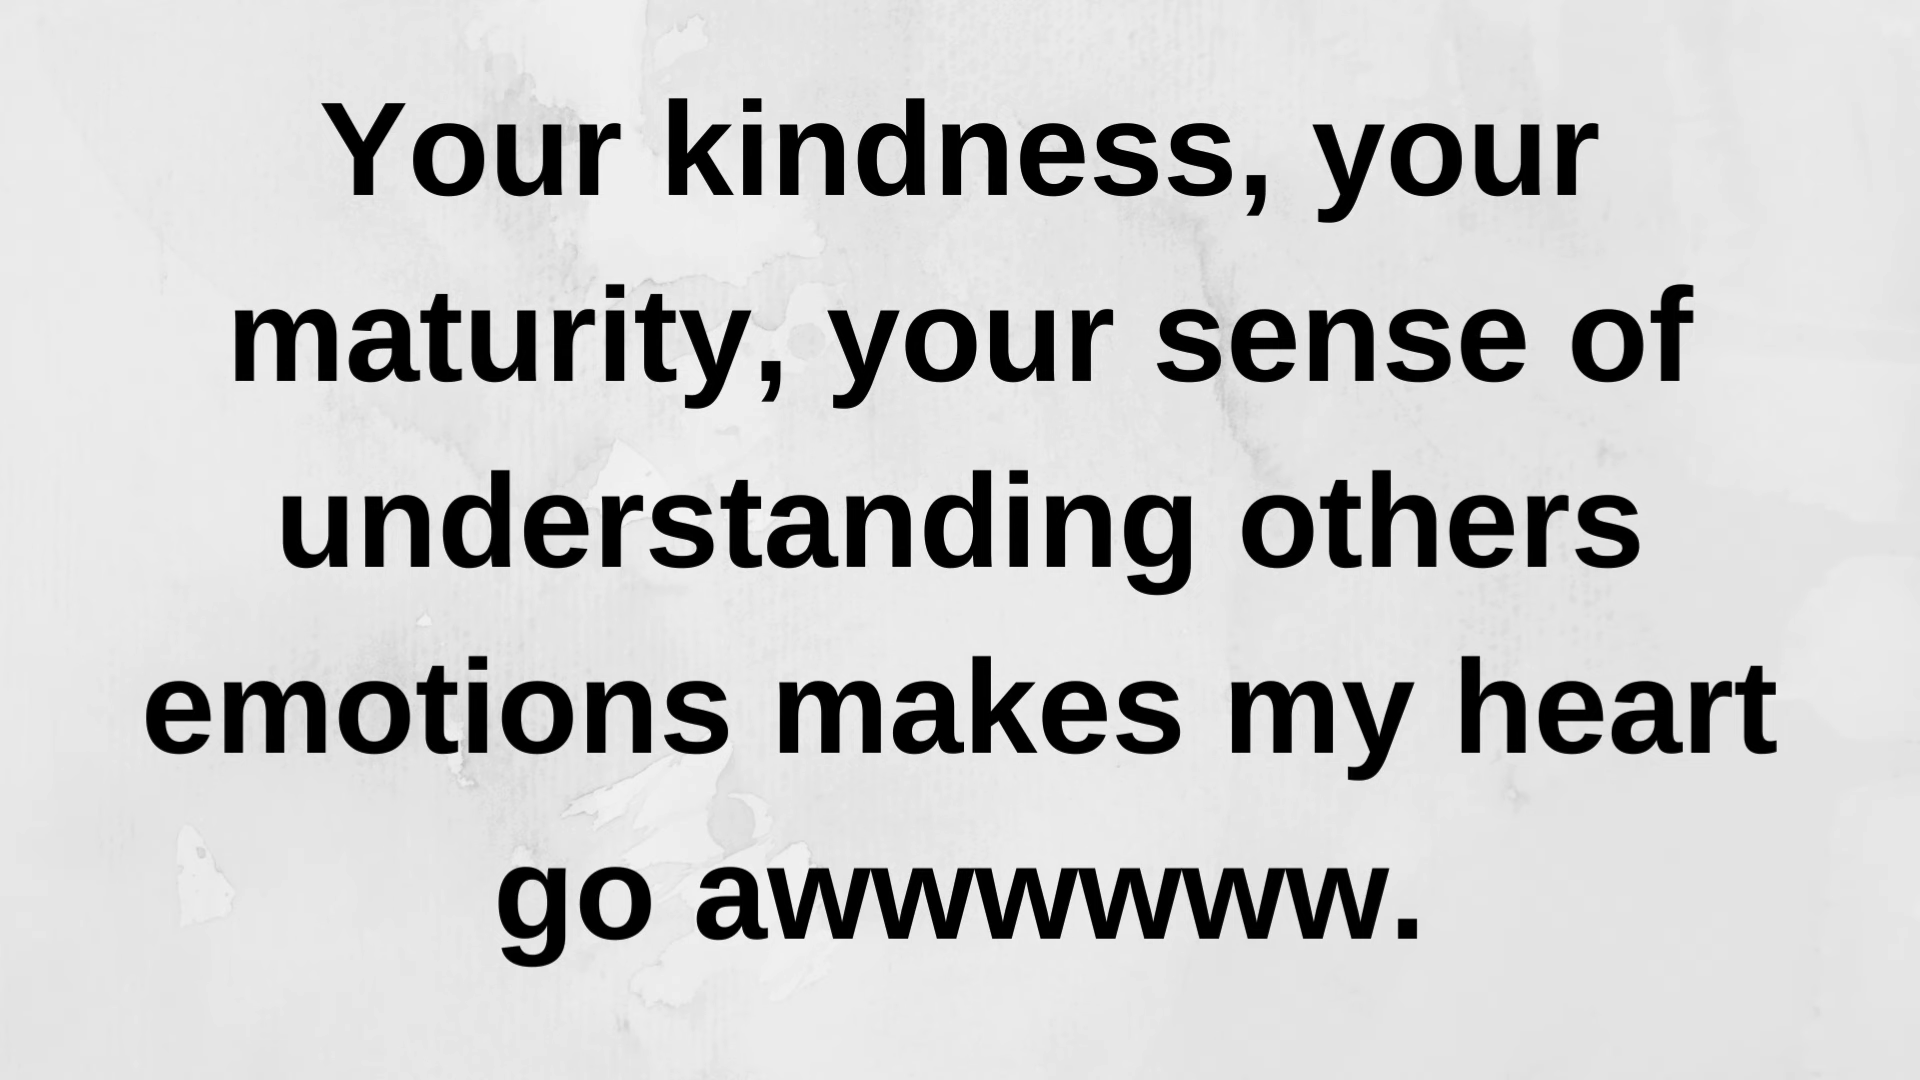 Your kindness, your
maturity, your sense of
understanding others
emotions makes my heart
go awwwwww.